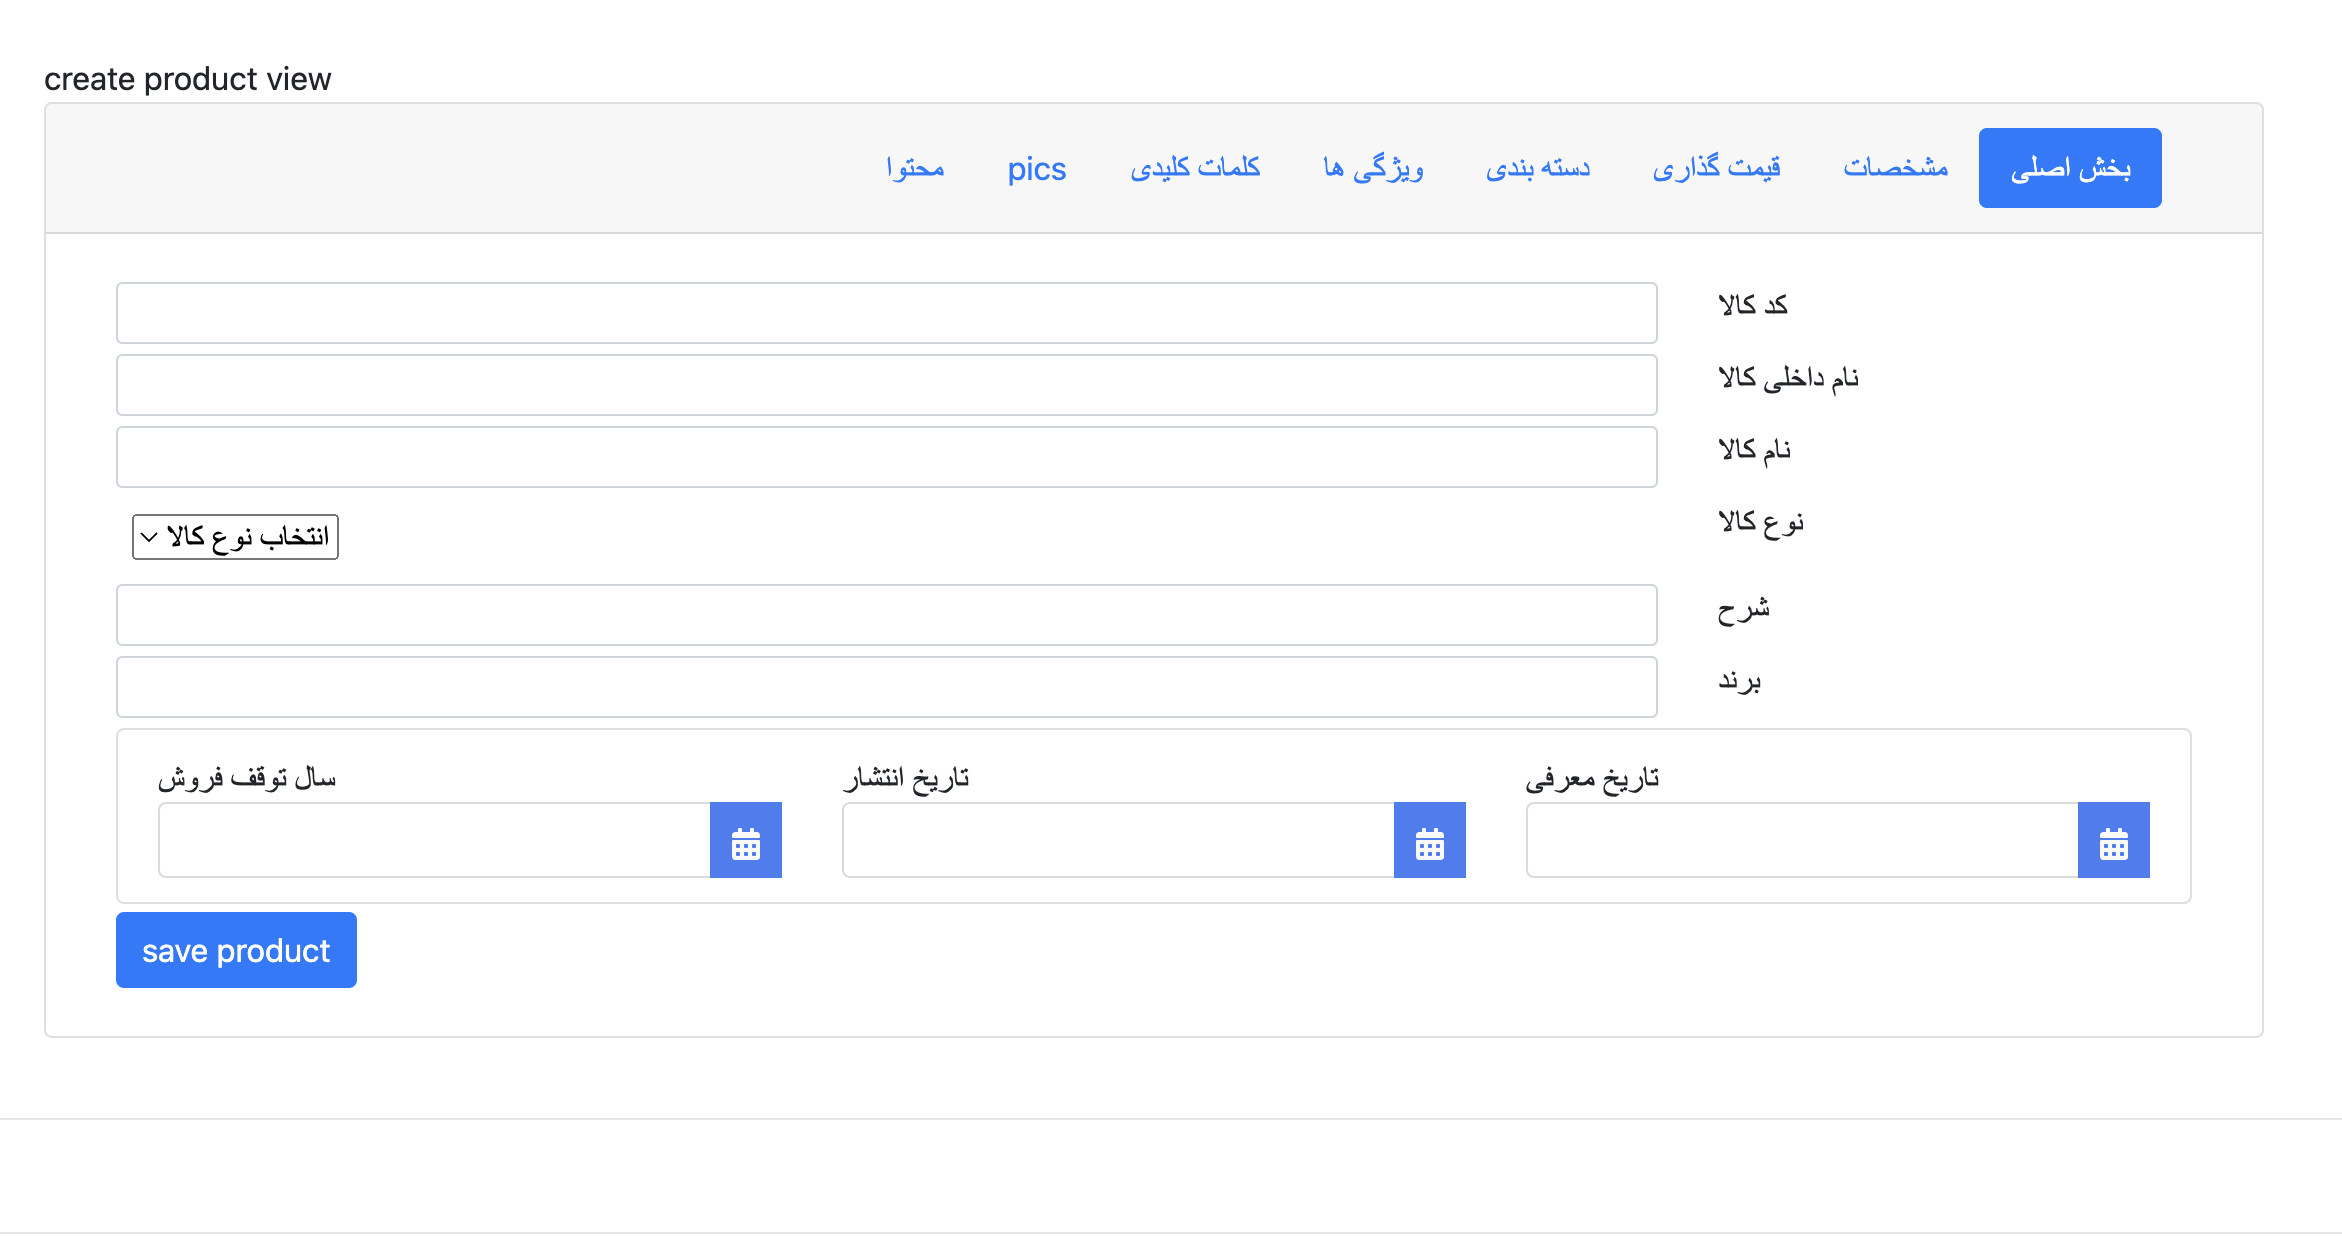 create product view
بخش اصلی
مشخصات
قیمت گذاری
دسته بندی
ویژگی ها
کلمات کلیدی
pics
محتوا
کد کالا
نام داخلی کالا
نام کالا
نوع کالا
انتخاب نوع کالا
شرح
برند
تاریخ معرفی
تاریخ انتشار
سال توقف فروش
save product